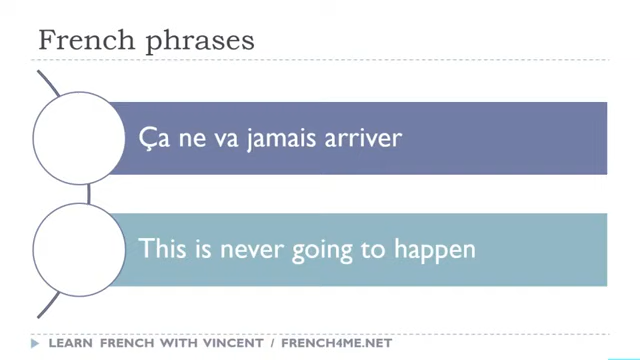 French phrases
Ça ne va jamais arriver
This is never going to happen
LEARN FRENCH WITH VINCENT / FRENCH4ME.NET